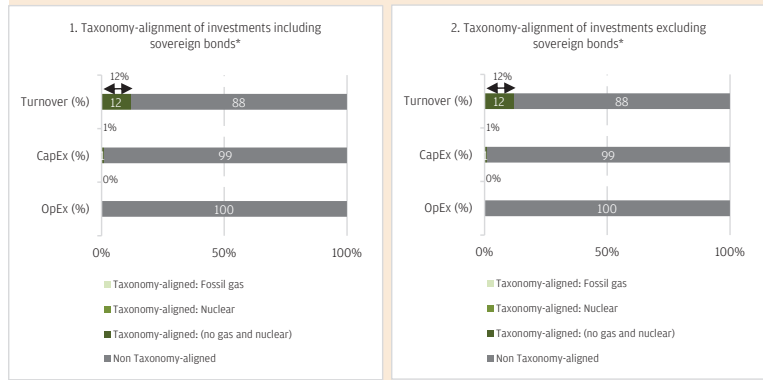 1. Taxonomy-alignment of investments including
sovereign bonds*
12%
Turnover (%)
12
88
1%
CapEx (%)
1
99
0%
OpEx (%)
100
0%
50%
100%
Taxonomy-aligned: Fossil gas
Taxonomy-aligned: Nuclear
Taxonomy-aligned: (no gas and nuclear)
Non Taxonomy-aligned
2. Taxonomy-alignment of investments excluding
sovereign bonds*
12%
Turnover (%)
12
88
1%
CapEx (%)
1
99
0%
OpEx (%)
100
0%
50%
100%
Taxonomy-aligned: Fossil gas
Taxonomy-aligned: Nuclear
Taxonomy-aligned: (no gas and nuclear)
Non Taxonomy-aligned